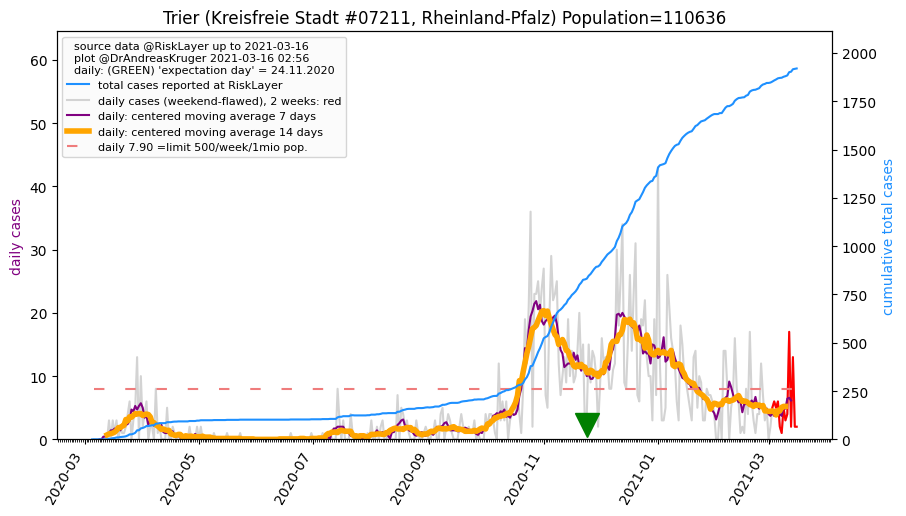 Trier (Kreisfreie Stadt #07211, Rheinland-Pfalz) Population=110636
source data @RiskLayer up to 2021-03-16
plot @DrAndreasKruger 2021-03-16 02:56
daily: (GREEN) 'expectation day' = 24.11.2020
total cases reported at RiskLayer
daily cases (weekend-flawed), 2 weeks: red
daily: centered moving average 7 days
daily: centered moving average 14 days
daily 7.90 =limit 500/week/1mio pop.
daily cases
60
50
40
30
20
10
0
2000
1750
1500
1250
1000
750
500
250
0
cumulative total cases
2020-03
2020-05
2020-07
2020-09
2020-11
2021-01
2021-03